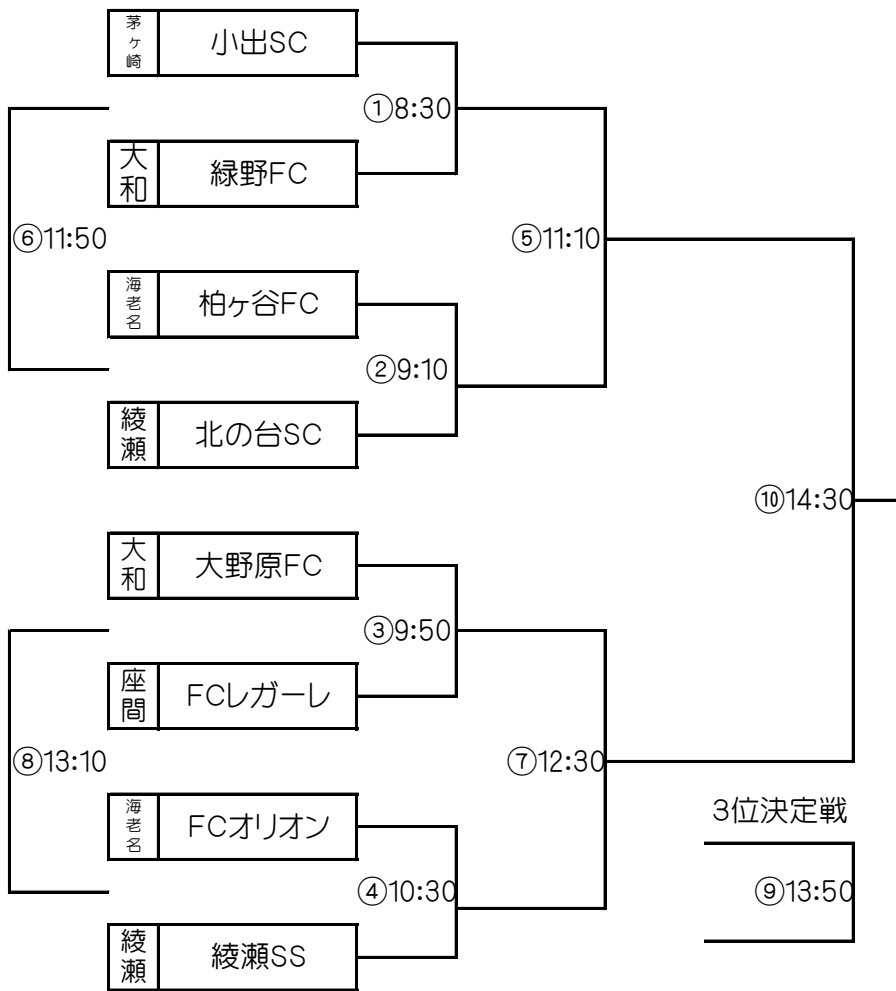 茅ヶ崎 小出SC
①8:30
大和 緑野FC
⑥11:50
⑤11:10
海老名 柏ヶ谷FC
②9:10
綾瀬 北の台SC
⑩14:30
大和 大野原FC
③9:50
座間 FCレガーレ
⑧13:10
⑦12:30
海老名 FCオリオン
3位決定戦
④10:30
⑨13:50
綾瀬 綾瀬SS